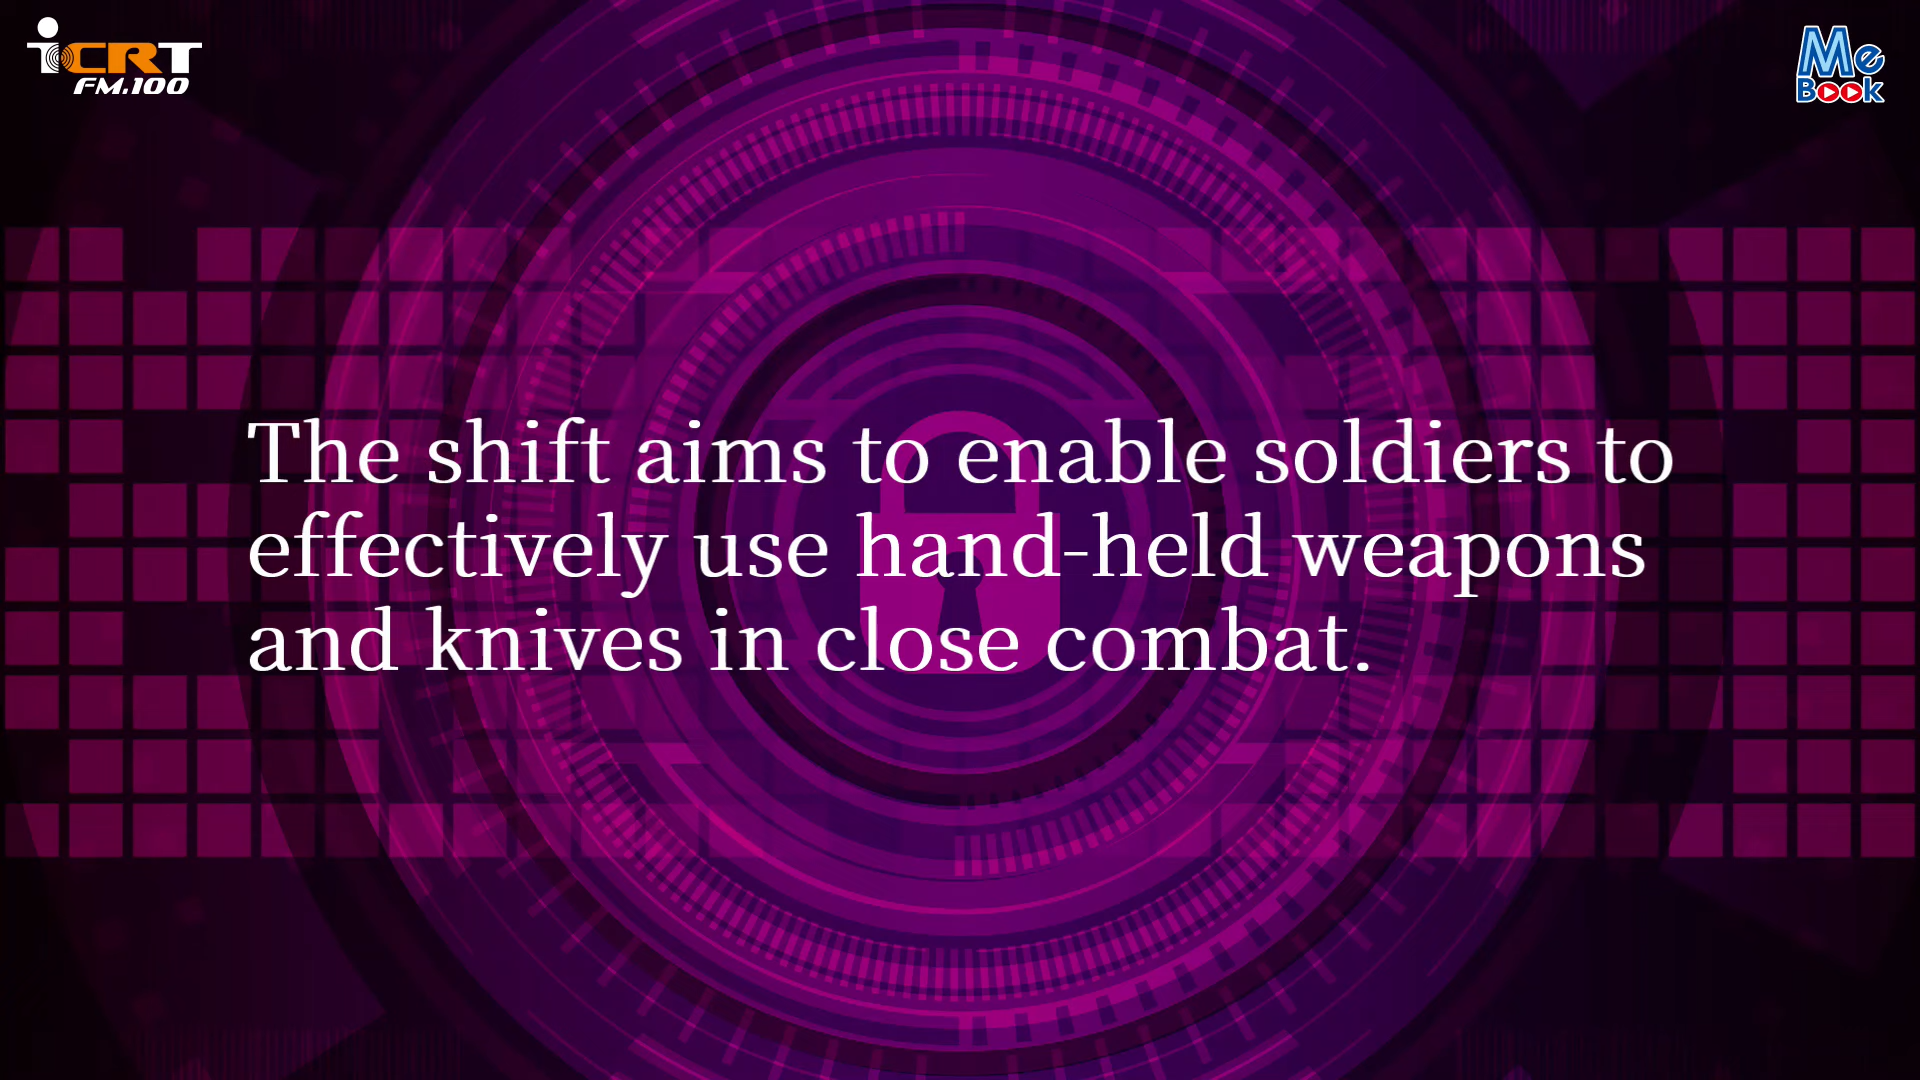 iCRT
FM.100
Me
Book
The shift aims to enable soldiers to
effectively use hand-held weapons
and knives in close combat.